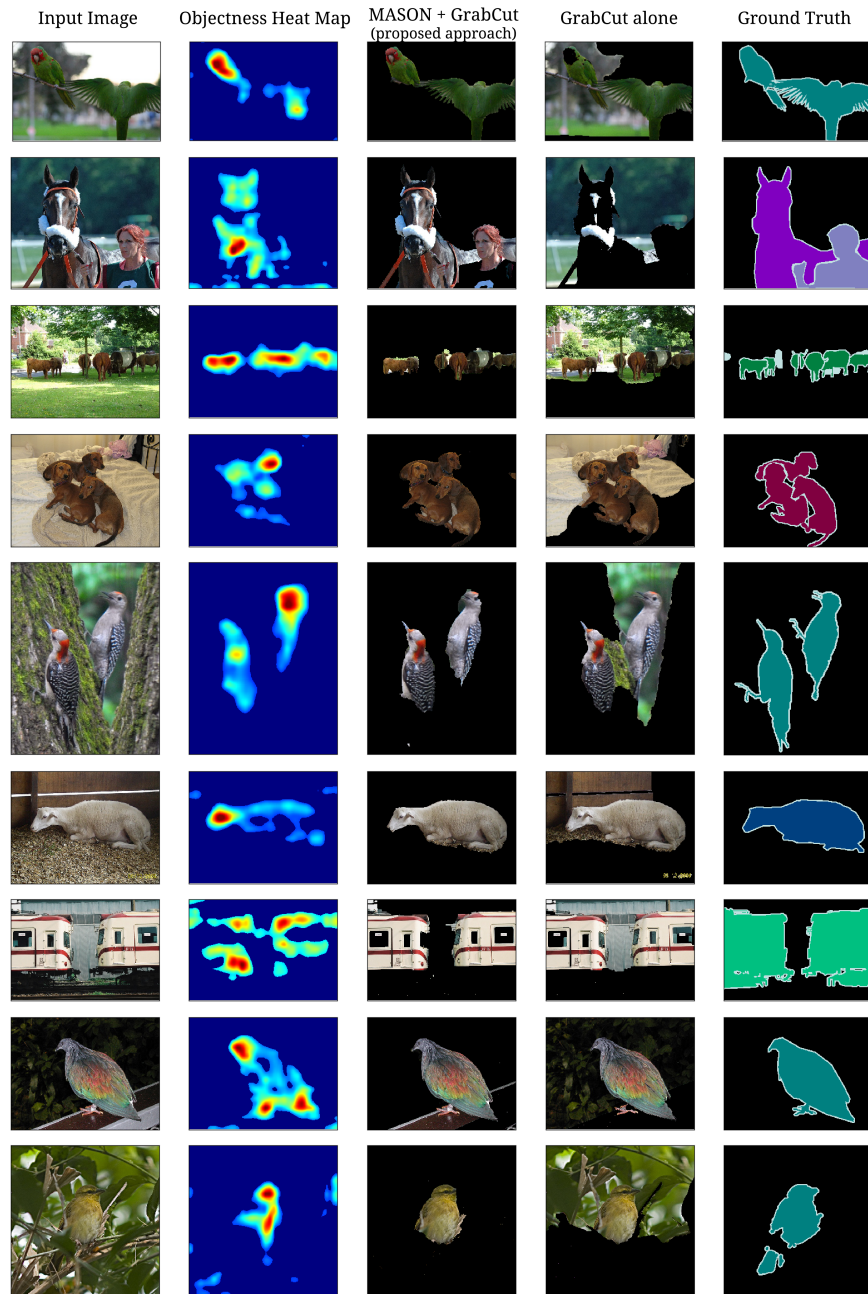 Input Image
Objectness Heat Map
MASON + GrabCut
(proposed approach)
GrabCut alone
Ground Truth